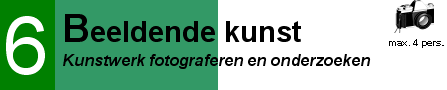 6
Beeldende kunst
Kunstwerk fotograferen en onderzoeken
max. 4 pers.